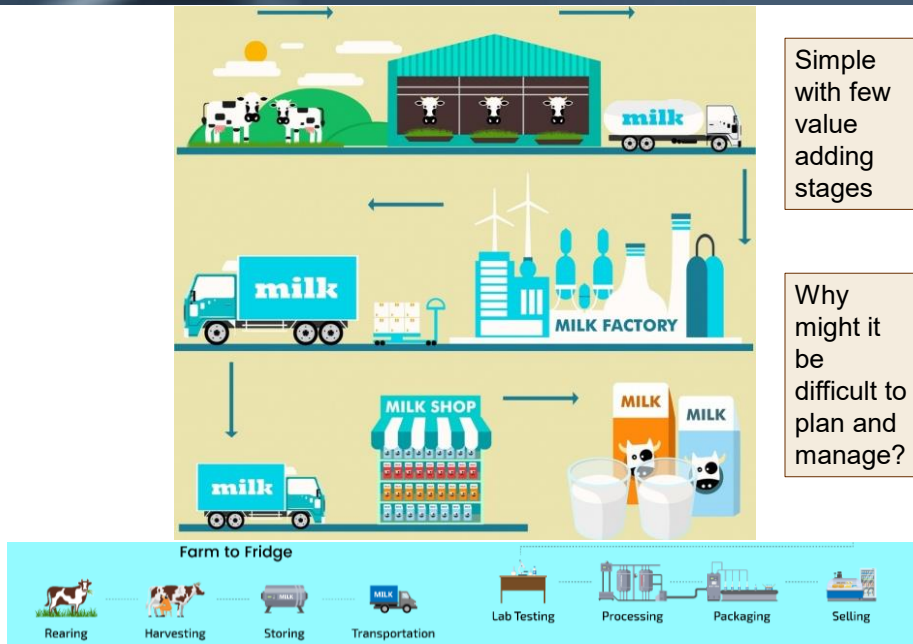 milk
Simple
with few
value
adding
stages
milk
MILK FACTORY
Why
might it
be
difficult to
plan and
manage?
milk
MILK SHOP
MILK
MILK
Farm to Fridge
MILK
MILK
Rearing
Harvesting
Storing
Transportation
Lab Testing
Processing
Packaging
Selling